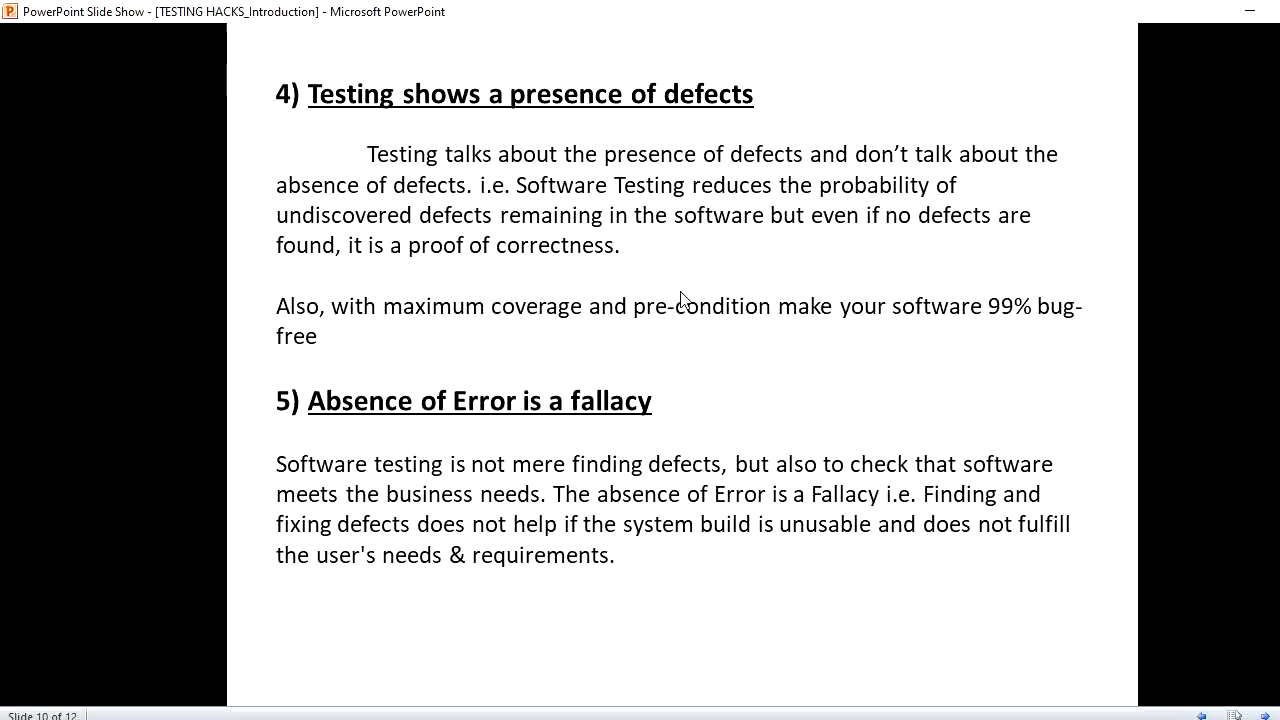 PowerPoint Slide Show - [TESTING HACKS_Introduction] - Microsoft PowerPoint
4) Testing shows a presence of defects
Testing talks about the presence of defects and don’t talk about the
absence of defects. i.e. Software Testing reduces the probability of
undiscovered defects remaining in the software but even if no defects are
found, it is a proof of correctness.
Also, with maximum coverage and pre-condition make your software 99% bug-
free
5) Absence of Error is a fallacy
Software testing is not mere finding defects, but also to check that software
meets the business needs. The absence of Error is a Fallacy i.e. Finding and
fixing defects does not help if the system build is unusable and does not fulfill
the user's needs & requirements.
Slide 10 of 12